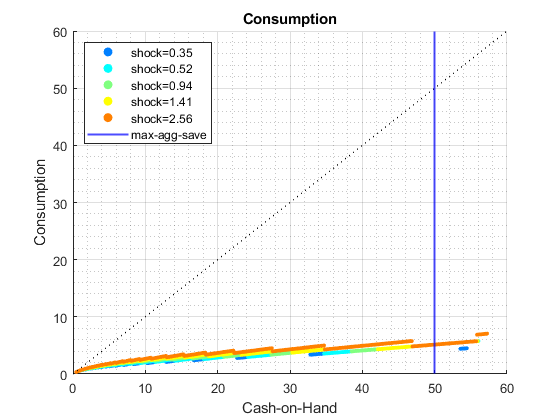 Consumption
60
50
40
30
20
10
0
Consumption
shock=0.35
shock=0.52
shock=0.94
shock=1.41
shock=2.56
max-agg-save
0
10
20
30
40
50
60
Cash-on-Hand